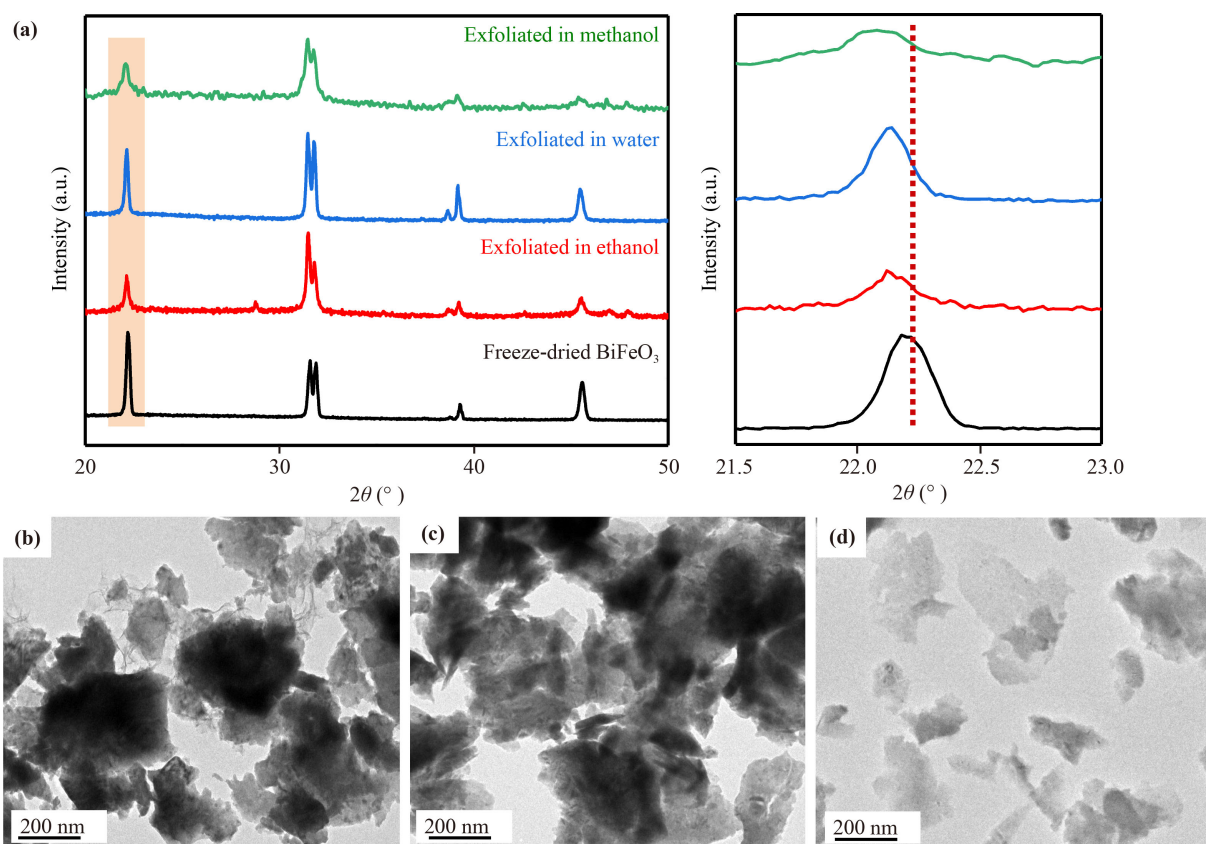 (a)
Exfoliated in methanol
Exfoliated in water
Exfoliated in ethanol
Freeze-dried BiFeO₃
Intensity (a.u.)
20 30 40 50
2θ (°)
Intensity (a.u.)
21.5 22.0 22.5 23.0
2θ (°)
(b)
200 nm
(c)
200 nm
(d)
200 nm